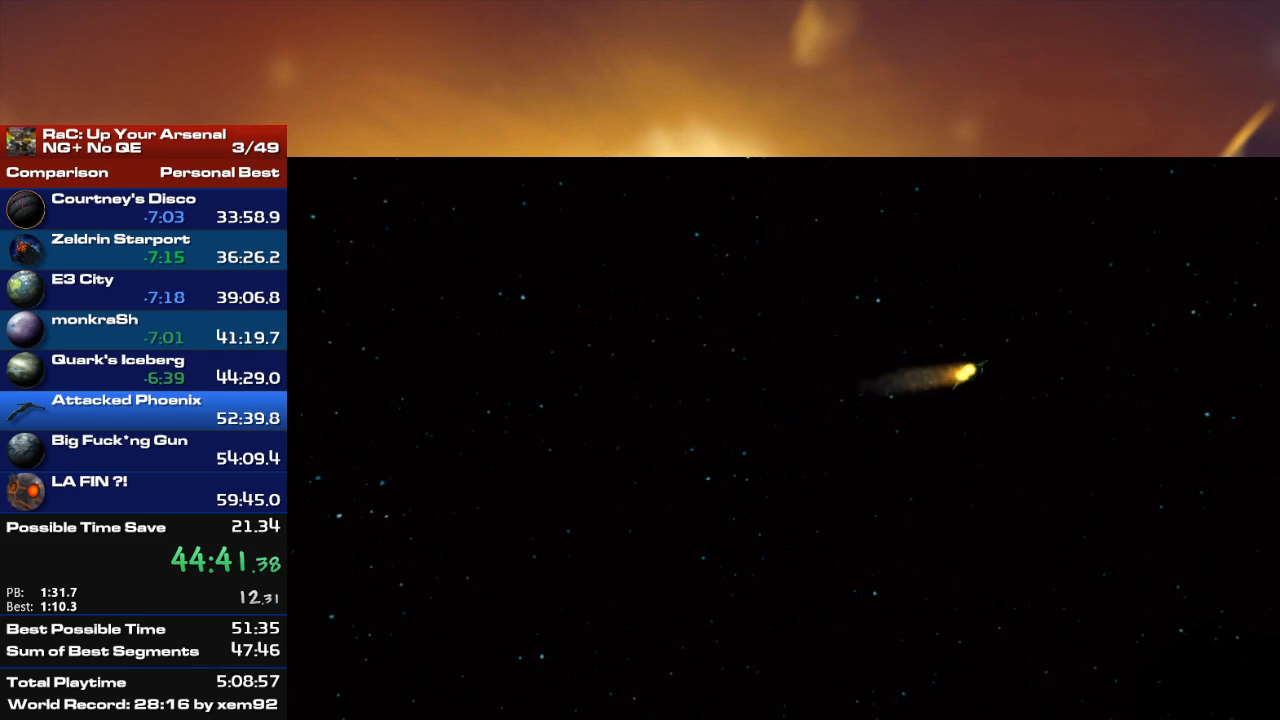 RaC: Up Your Arsenal
NG+ No QE 3/49
Comparison Personal Best
Courtney's Disco
-7:03 33:58.9
Zeldrin Starport
-7:15 36:26.2
E3 City
-7:18 39:06.8
monkraSh
-7:01 41:19.7
Quark's Iceberg
-6:39 44:29.0
Attacked Phoenix
52:39.8
Big Fuck*ng Gun
54:09.4
LA FIN ?!
59:45.0
Possible Time Save 21.34
44:41.38
PB: 1:31.7
Best: 1:10.3 12.31
Best Possible Time 51:35
Sum of Best Segments 47:46
Total Playtime 5:08:57
World Record: 28:16 by xem92